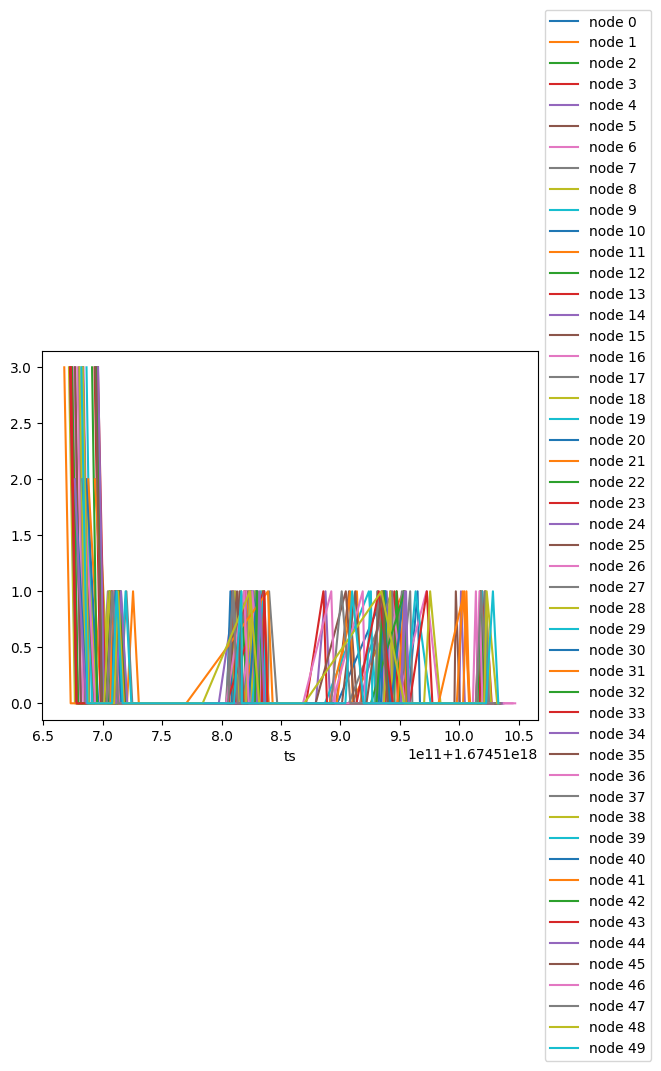 3.0
2.5
2.0
1.5
1.0
0.5
0.0
6.5 7.0 7.5 8.0 8.5 9.0 9.5 10.0 10.5
ts
1e11+1.67451e18
node 0
node 1
node 2
node 3
node 4
node 5
node 6
node 7
node 8
node 9
node 10
node 11
node 12
node 13
node 14
node 15
node 16
node 17
node 18
node 19
node 20
node 21
node 22
node 23
node 24
node 25
node 26
node 27
node 28
node 29
node 30
node 31
node 32
node 33
node 34
node 35
node 36
node 37
node 38
node 39
node 40
node 41
node 42
node 43
node 44
node 45
node 46
node 47
node 48
node 49